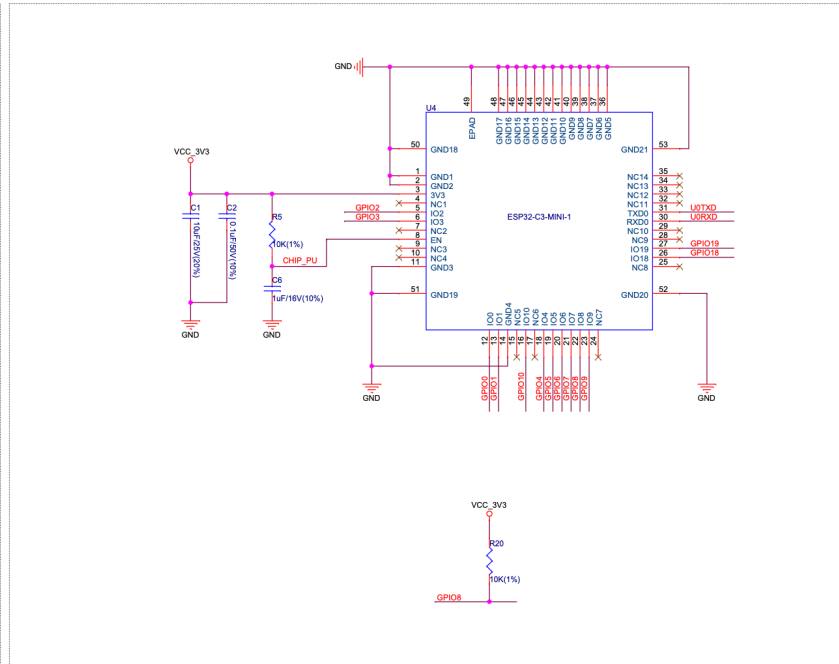 GND
49
48
47
46
45
44
43
42
41
40
39
38
37
36
U4
EPAD
GND17
GND16
GND15
GND14
GND13
GND12
GND11
GND10
GND9
GND8
GND7
GND6
GND5
50 GND18
GND21 53
VCC_3V3
1 GND1
2 GND2
3 3V3
4 NC1
GPIO2 5 IO2
GPIO3 6 IO3
7 NC2
8 EN
9 NC3
10 NC4
11 GND3
51 GND19
ESP32-C3-MINI-1
NC14 35
NC13 34
NC12 33
NC11 32
TXD0 31 U0TXD
RXD0 30 U0RXD
NC10 29
NC9 28
IO19 27 GPIO19
IO18 26 GPIO18
NC8 25
GND20 52
C1
10uF/25V(20%)
C2
0.1uF/50V(10%)
R5
10K(1%)
CHIP_PU
C6
1uF/16V(10%)
GND
GND
IO0
IO1
GND4
NC5
IO10
NC6
IO4
IO5
IO6
IO7
IO8
IO9
NC7
12
13
14
15
16
17
18
19
20
21
22
23
24
GPIO0
GPIO1
GPIO10
GPIO4
GPIO5
GPIO6
GPIO7
GPIO8
GPIO9
GND
GND
VCC_3V3
R20
10K(1%)
GPIO8